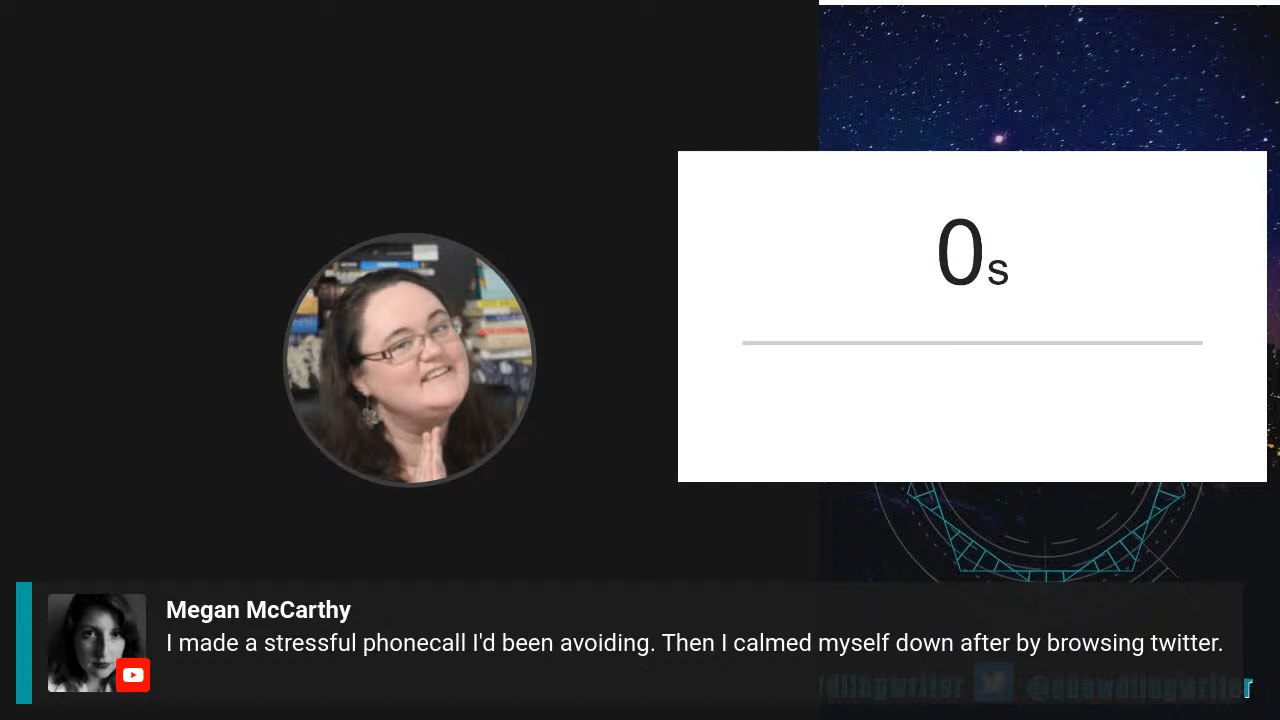 0s
Megan McCarthy
I made a stressful phonecall I'd been avoiding. Then I calmed myself down after by browsing twitter.